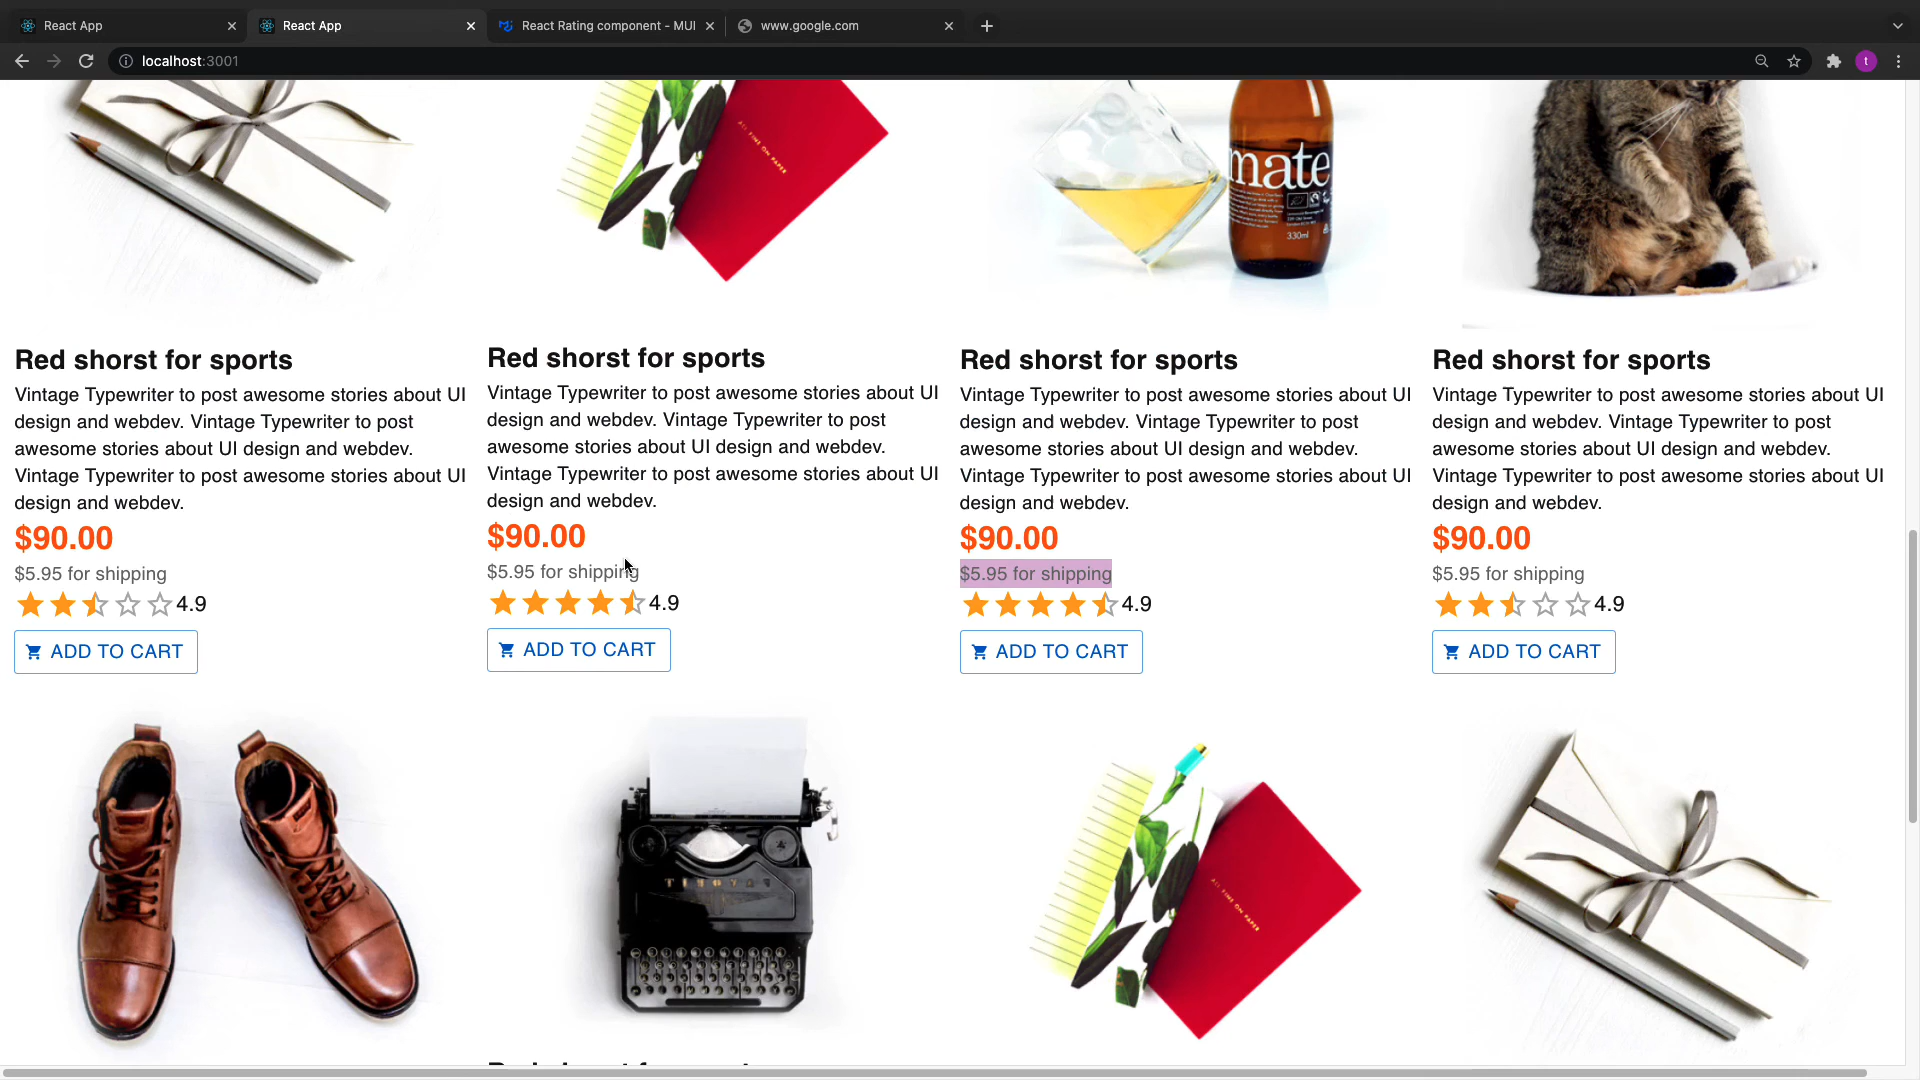 React App
React App
React Rating component - MUI
www.google.com
localhost:3001
t
ALL FINE ON PAPER
mate
330ml
Red shorst for sports
Vintage Typewriter to post awesome stories about UI
design and webdev. Vintage Typewriter to post
awesome stories about UI design and webdev.
Vintage Typewriter to post awesome stories about UI
design and webdev.
$90.00
$5.95 for shipping
4.9
ADD TO CART
Red shorst for sports
Vintage Typewriter to post awesome stories about UI
design and webdev. Vintage Typewriter to post
awesome stories about UI design and webdev.
Vintage Typewriter to post awesome stories about UI
design and webdev.
$90.00
$5.95 for shipping
4.9
ADD TO CART
Red shorst for sports
Vintage Typewriter to post awesome stories about UI
design and webdev. Vintage Typewriter to post
awesome stories about UI design and webdev.
Vintage Typewriter to post awesome stories about UI
design and webdev.
$90.00
$5.95 for shipping
4.9
ADD TO CART
Red shorst for sports
Vintage Typewriter to post awesome stories about UI
design and webdev. Vintage Typewriter to post
awesome stories about UI design and webdev.
Vintage Typewriter to post awesome stories about UI
design and webdev.
$90.00
$5.95 for shipping
4.9
ADD TO CART
ALL FINE ON PAPER